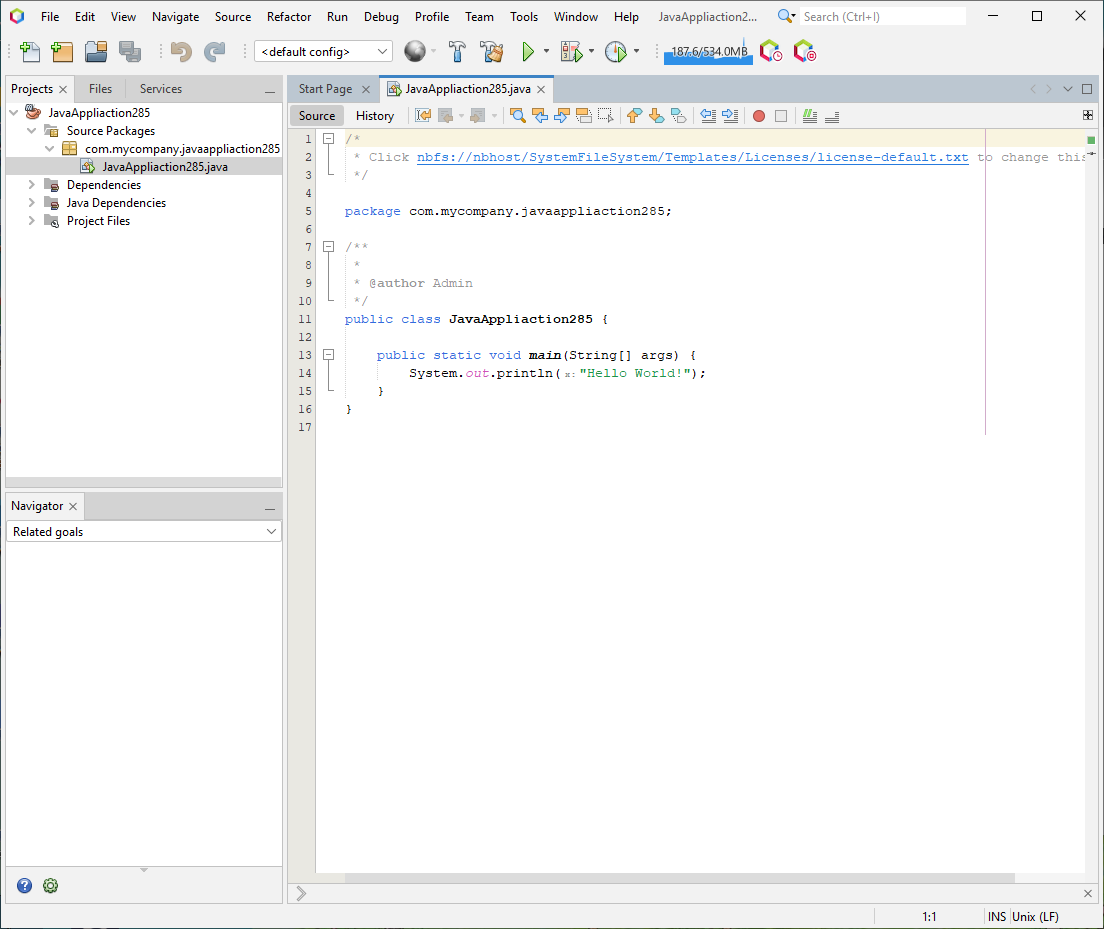 File Edit View Navigate Source Refactor Run Debug Profile Team Tools Window Help JavaAppliaction2... Search (Ctrl+I)
<default config> 187.6/534.0MB
Projects Files Services
JavaAppliaction285
Source Packages
com.mycompany.javaappliaction285
JavaAppliaction285.java
Dependencies
Java Dependencies
Project Files
Navigator
Related goals
Start Page JavaAppliaction285.java
Source History
1 /*
2 * Click nbfs://nbhost/SystemFileSystem/Templates/Licenses/license-default.txt to change this
3 */
4
5 package com.mycompany.javaappliaction285;
6
7 /**
8 *
9 * @author Admin
10 */
11 public class JavaAppliaction285 {
12
13 public static void main(String[] args) {
14 System.out.println(x:"Hello World!");
15 }
16 }
17
1:1 INS Unix (LF)